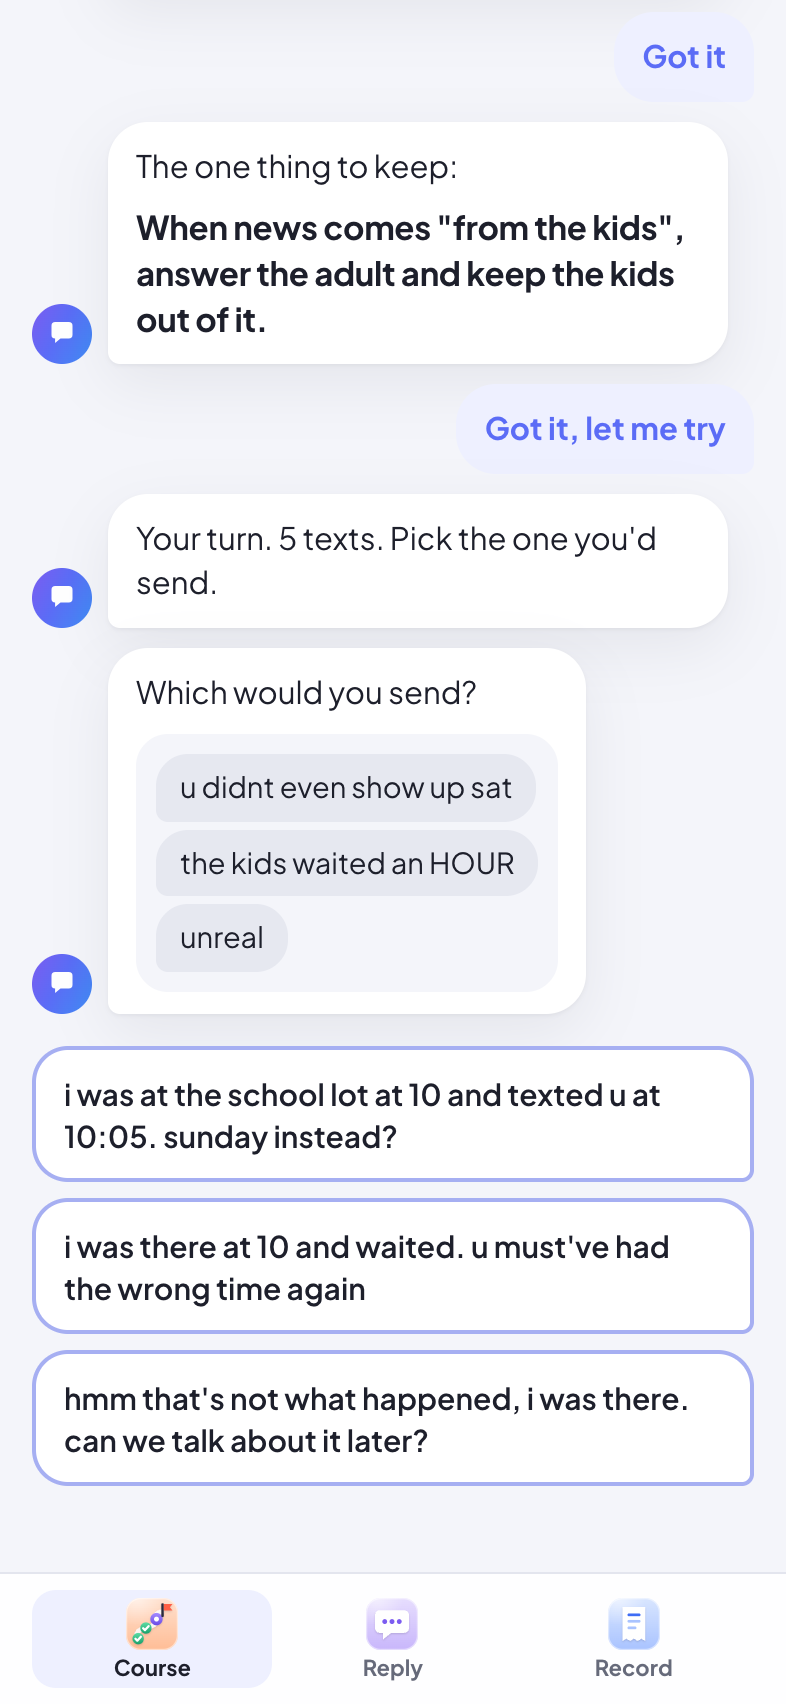 Got it
The one thing to keep:
When news comes "from the kids",
answer the adult and keep the kids
out of it.
Got it, let me try
Your turn. 5 texts. Pick the one you'd
send.
Which would you send?
u didnt even show up sat
the kids waited an HOUR
unreal
i was at the school lot at 10 and texted u at
10:05. sunday instead?
i was there at 10 and waited. u must've had
the wrong time again
hmm that's not what happened, i was there.
can we talk about it later?
Course
Reply
Record